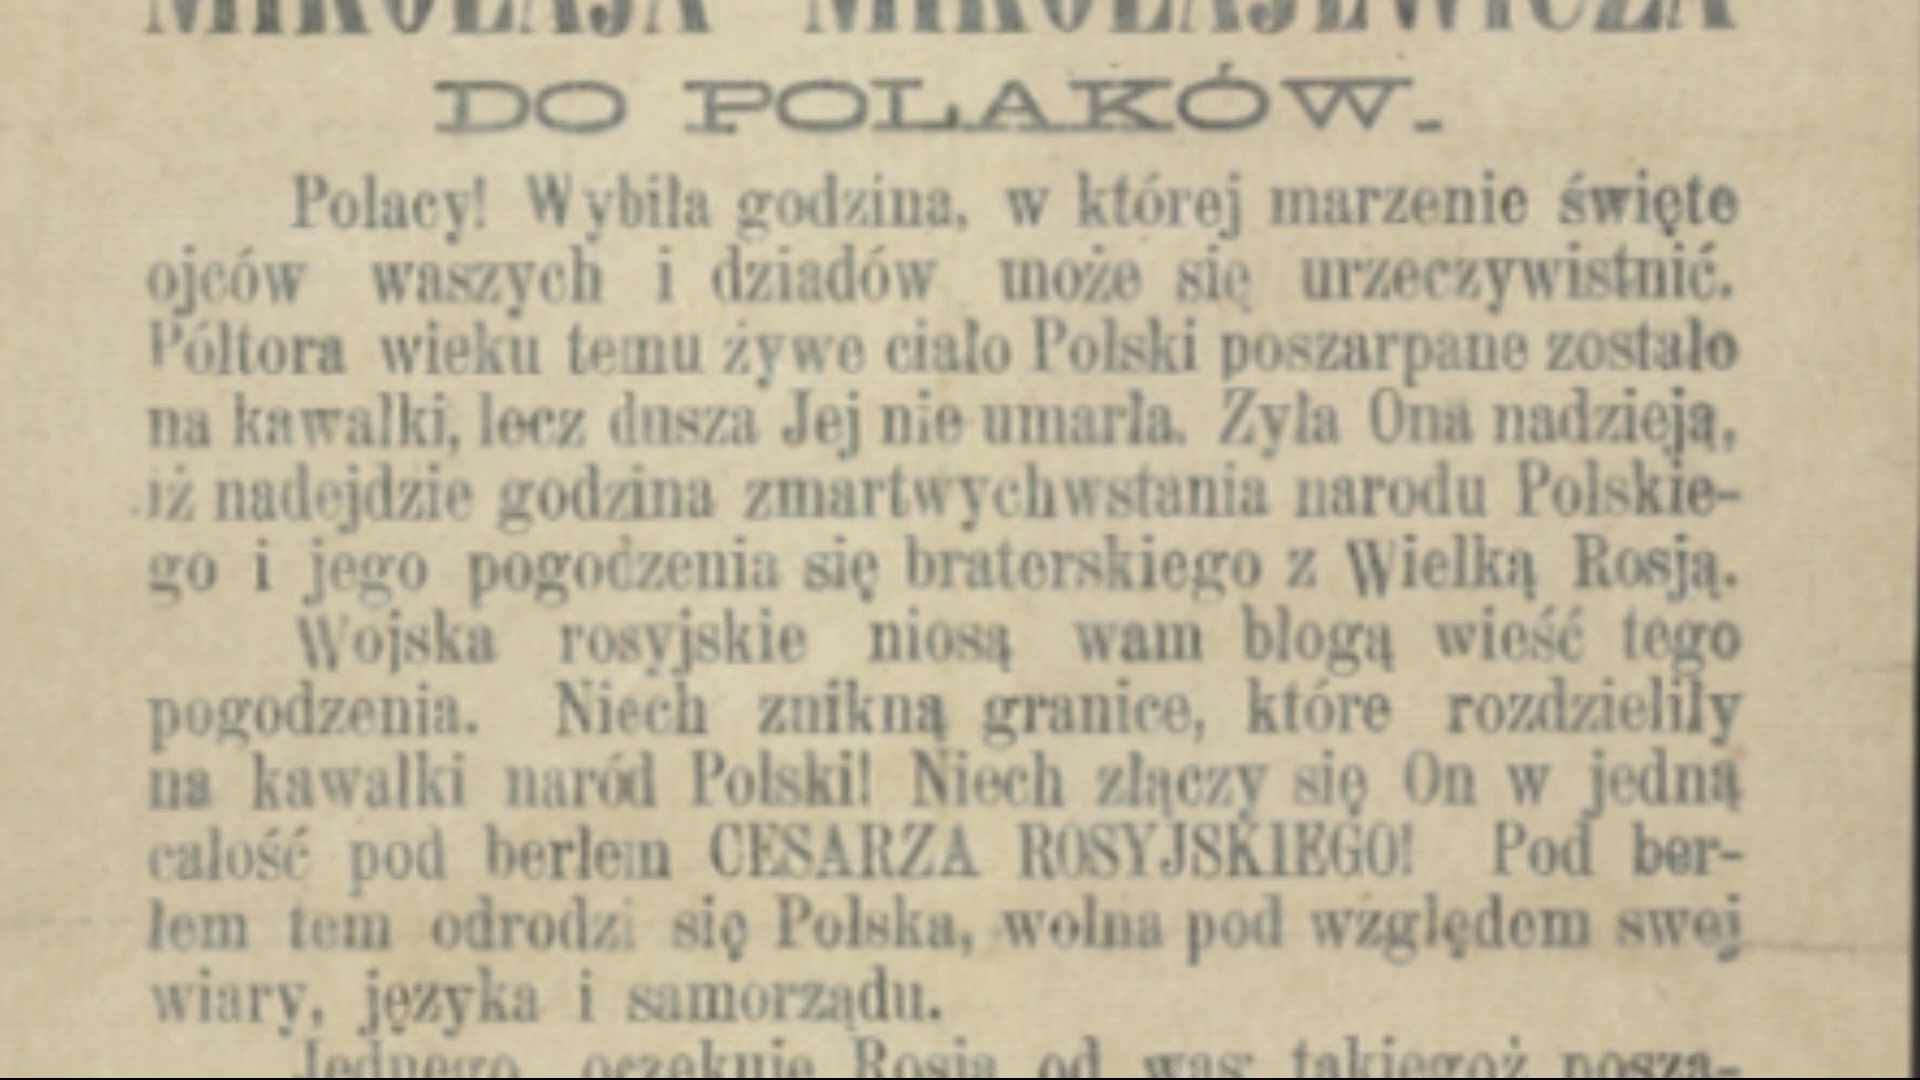 MIKOŁAJA MIKOŁAJEWICZA
DO POLAKÓW.
Polacy! Wybiła godzina, w której marzenie święte
ojców waszych i dziadów może się urzeczywistnić.
Półtora wieku temu żywe ciało Polski poszarpane zostało
na kawałki, lecz dusza Jej nie umarła. Żyła Ona nadzieją,
iż nadejdzie godzina zmartwychwstania narodu Polskie-
go i jego pogodzenia się braterskiego z Wielką Rosją.
Wojska rosyjskie niosą wam błogą wieść tego
pogodzenia. Niech znikną granice, które rozdzieliły
na kawałki naród Polski! Niech złączy się On w jedną
całość pod berłem CESARZA ROSYJSKIEGO! Pod ber-
łem tem odrodzi się Polska, wolna pod względem swej
wiary, języka i samorządu.
Jednego oczekuje Rosja od was: takiegoż posza-